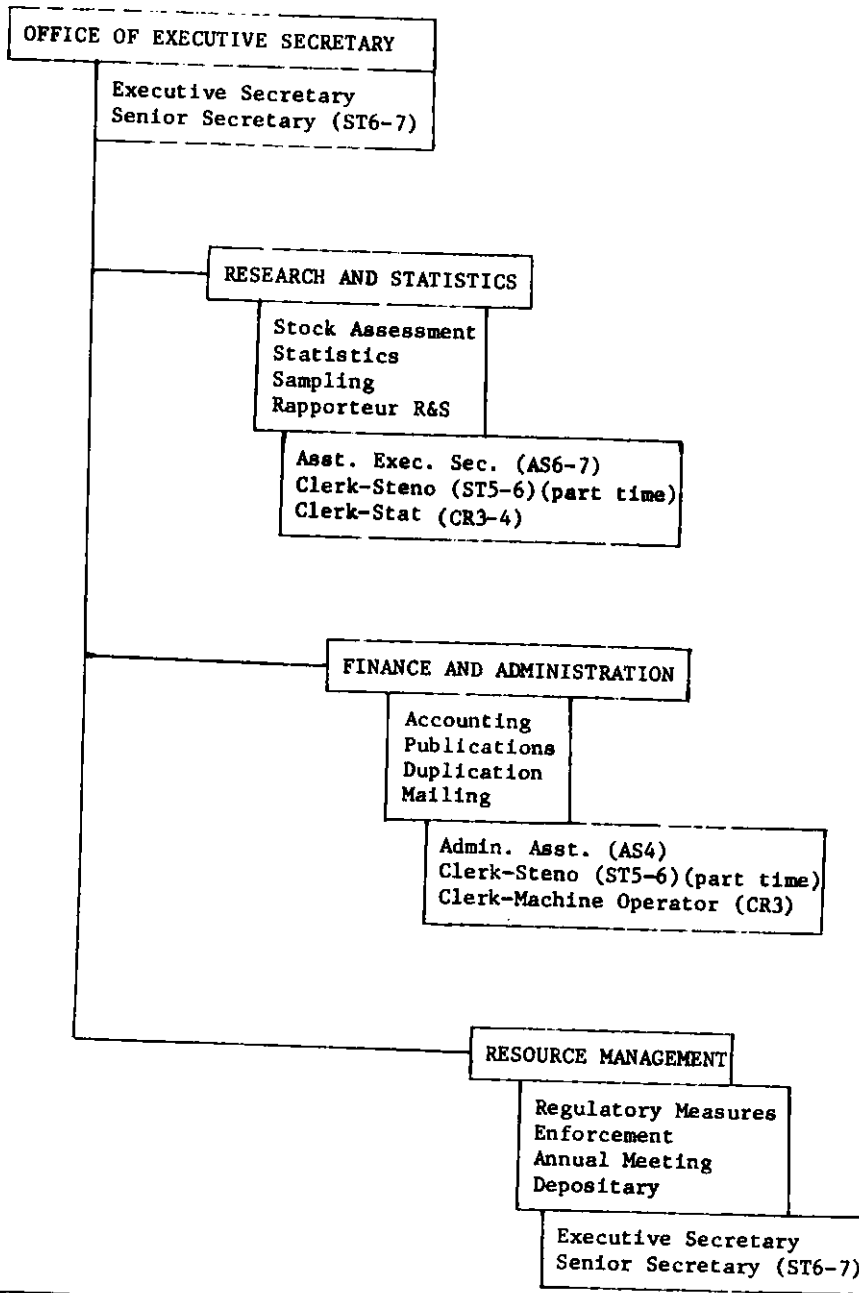 OFFICE OF EXECUTIVE SECRETARY
Executive Secretary
Senior Secretary (ST6-7)
RESEARCH AND STATISTICS
Stock Assessment
Statistics
Sampling
Rapporteur R&S
Asst. Exec. Sec. (AS6-7)
Clerk-Steno (ST5-6)(part time)
Clerk-Stat (CR3-4)
FINANCE AND ADMINISTRATION
Accounting
Publications
Duplication
Mailing
Admin. Asst. (AS4)
Clerk-Steno (ST5-6)(part time)
Clerk-Machine Operator (CR3)
RESOURCE MANAGEMENT
Regulatory Measures
Enforcement
Annual Meeting
Depositary
Executive Secretary
Senior Secretary (ST6-7)